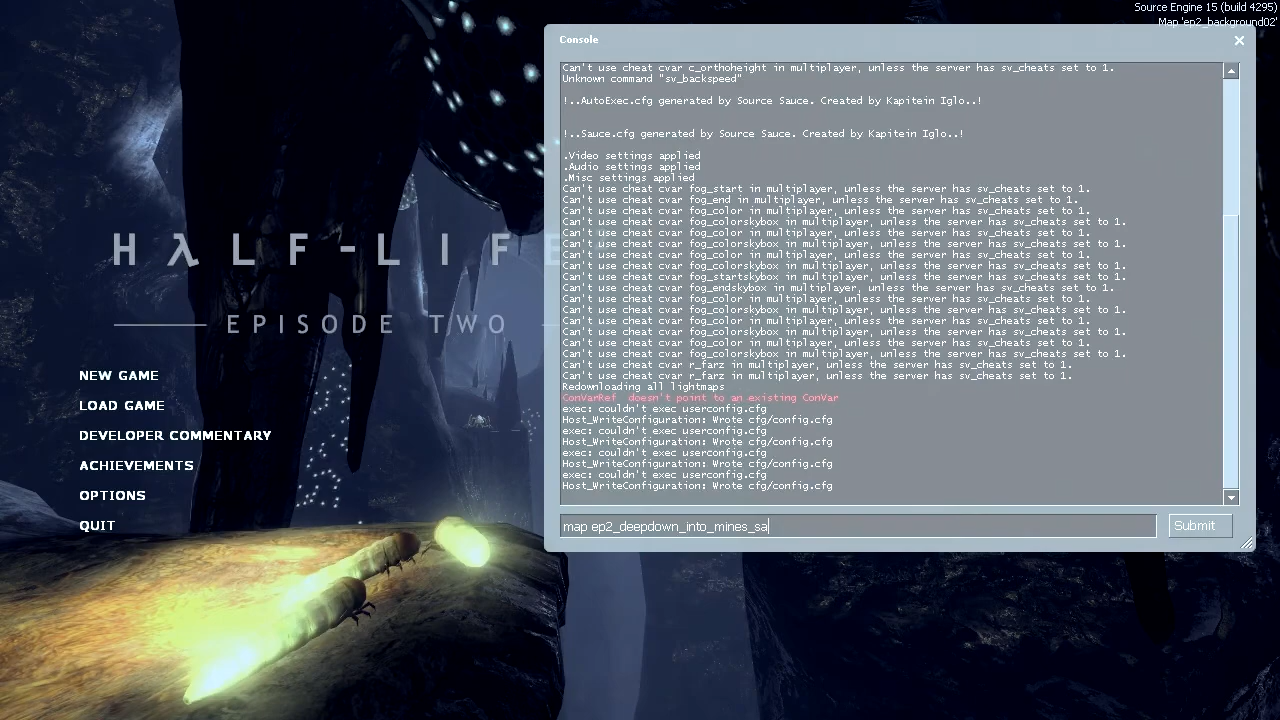 Source Engine 15 (build 4295)
Map 'ep2_background02'
Console
Can't use cheat cvar c_orthoheight in multiplayer, unless the server has sv_cheats set to 1.
Unknown command "sv_backspeed"
!..AutoExec.cfg generated by Source Sauce. Created by Kapitein Iglo..!
!..Sauce.cfg generated by Source Sauce. Created by Kapitein Iglo..!
.Video settings applied
.Audio settings applied
.Misc settings applied
Can't use cheat cvar fog_start in multiplayer, unless the server has sv_cheats set to 1.
Can't use cheat cvar fog_end in multiplayer, unless the server has sv_cheats set to 1.
Can't use cheat cvar fog_color in multiplayer, unless the server has sv_cheats set to 1.
Can't use cheat cvar fog_colorskybox in multiplayer, unless the server has sv_cheats set to 1.
Can't use cheat cvar fog_color in multiplayer, unless the server has sv_cheats set to 1.
Can't use cheat cvar fog_colorskybox in multiplayer, unless the server has sv_cheats set to 1.
Can't use cheat cvar fog_color in multiplayer, unless the server has sv_cheats set to 1.
Can't use cheat cvar fog_colorskybox in multiplayer, unless the server has sv_cheats set to 1.
Can't use cheat cvar fog_startskybox in multiplayer, unless the server has sv_cheats set to 1.
Can't use cheat cvar fog_endskybox in multiplayer, unless the server has sv_cheats set to 1.
Can't use cheat cvar fog_color in multiplayer, unless the server has sv_cheats set to 1.
Can't use cheat cvar fog_colorskybox in multiplayer, unless the server has sv_cheats set to 1.
Can't use cheat cvar fog_color in multiplayer, unless the server has sv_cheats set to 1.
Can't use cheat cvar fog_colorskybox in multiplayer, unless the server has sv_cheats set to 1.
Can't use cheat cvar fog_color in multiplayer, unless the server has sv_cheats set to 1.
Can't use cheat cvar fog_colorskybox in multiplayer, unless the server has sv_cheats set to 1.
Can't use cheat cvar r_farz in multiplayer, unless the server has sv_cheats set to 1.
Can't use cheat cvar r_farz in multiplayer, unless the server has sv_cheats set to 1.
Redownloading all lightmaps
ConVarRef  doesn't point to an existing ConVar
exec: couldn't exec userconfig.cfg
Host_WriteConfiguration: Wrote cfg/config.cfg
exec: couldn't exec userconfig.cfg
Host_WriteConfiguration: Wrote cfg/config.cfg
exec: couldn't exec userconfig.cfg
Host_WriteConfiguration: Wrote cfg/config.cfg
exec: couldn't exec userconfig.cfg
Host_WriteConfiguration: Wrote cfg/config.cfg
map ep2_deepdown_into_mines_sa
Submit
HλLF-LIFE
EPISODE TWO
NEW GAME
LOAD GAME
DEVELOPER COMMENTARY
ACHIEVEMENTS
OPTIONS
QUIT